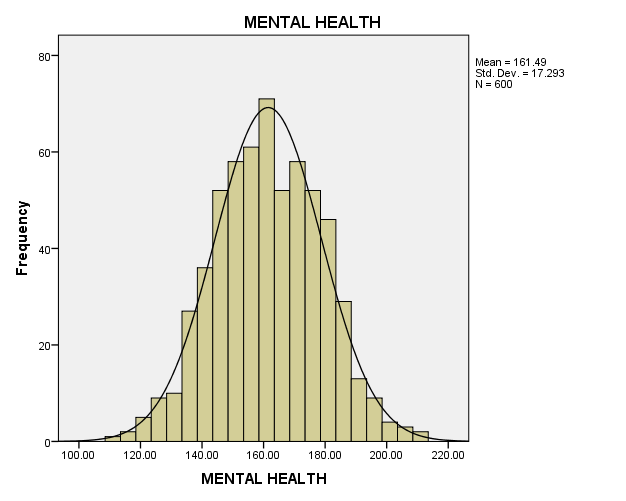 MENTAL HEALTH
Mean = 161.49
Std. Dev. = 17.293
N = 600
Frequency
80
60
40
20
0
100.00 120.00 140.00 160.00 180.00 200.00 220.00
MENTAL HEALTH